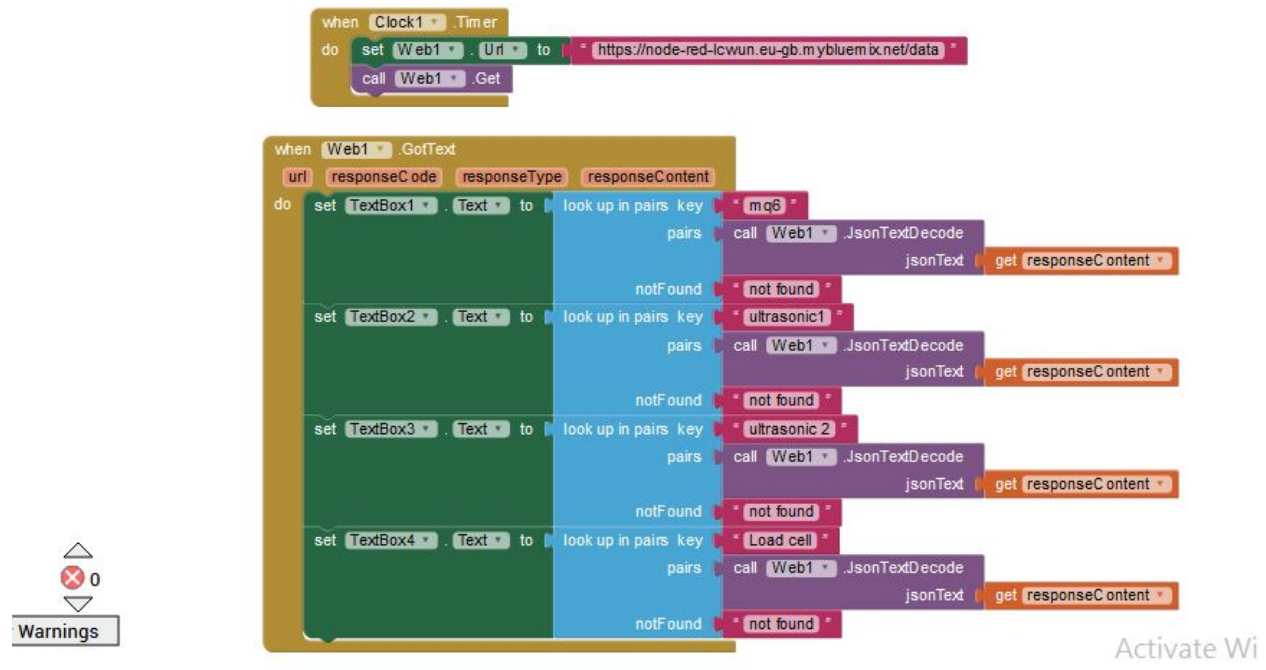 when Clock1 .Timer
do set Web1 . Url to " https://node-red-lcwun.eu-gb.mybluemix.net/data "
call Web1 .Get
when Web1 .GotText
url responseCode responseType responseContent
do set TextBox1 . Text to look up in pairs key " mq6 "
pairs call Web1 .JsonTextDecode
jsonText get responseContent
notFound " not found "
set TextBox2 . Text to look up in pairs key " ultrasonic1 "
pairs call Web1 .JsonTextDecode
jsonText get responseContent
notFound " not found "
set TextBox3 . Text to look up in pairs key " ultrasonic 2 "
pairs call Web1 .JsonTextDecode
jsonText get responseContent
notFound " not found "
set TextBox4 . Text to look up in pairs key " Load cell "
pairs call Web1 .JsonTextDecode
jsonText get responseContent
notFound " not found "
0
Warnings
Activate Wi